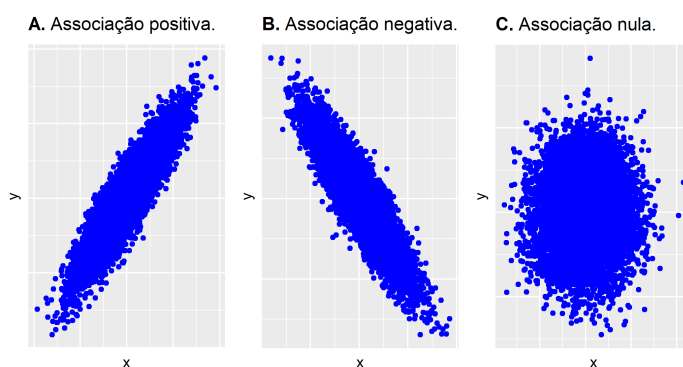 A. Associação positiva.
B. Associação negativa.
C. Associação nula.
y
y
y
x
x
x